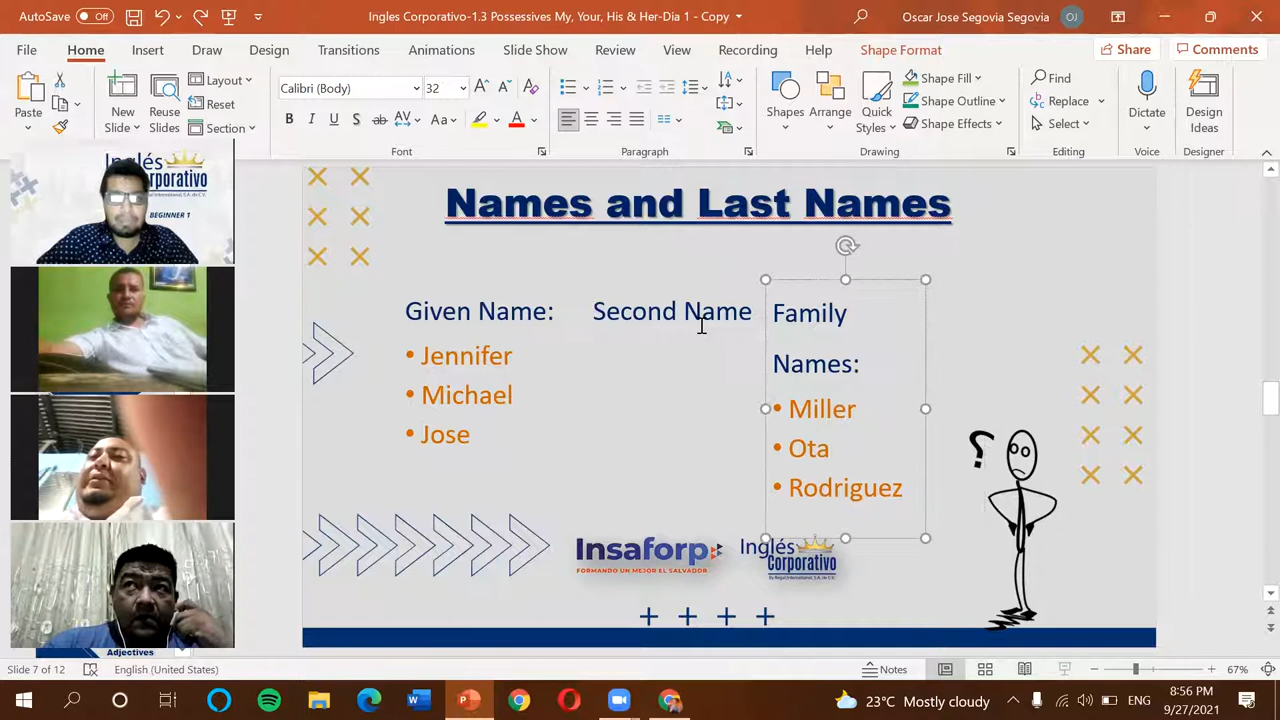 AutoSave Off
Ingles Corporativo-1.3 Possessives My, Your, His & Her-Dia 1 - Copy
Oscar Jose Segovia Segovia OJ
File Home Insert Draw Design Transitions Animations Slide Show Review View Recording Help Shape Format Share Comments
Paste
New Slide
Reuse Slides
Layout
Reset
Section
Calibri (Body) 32
Font
Paragraph
Shapes
Arrange
Quick Styles
Shape Fill
Shape Outline
Shape Effects
Drawing
Find
Replace
Select
Editing
Dictate
Voice
Design Ideas
Designer
Inglés
Corporativo
BEGINNER 1
Names and Last Names
Given Name:
• Jennifer
• Michael
• Jose
Second Name
Family
Names:
• Miller
• Ota
• Rodriguez
?
Insaforp
FORMANDO UN MEJOR EL SALVADOR
Inglés
Corporativo
By Regal International, S.A. de C.V.
Adjectives
Slide 7 of 12 English (United States) Notes 67%
23°C Mostly cloudy ENG 8:56 PM
9/27/2021